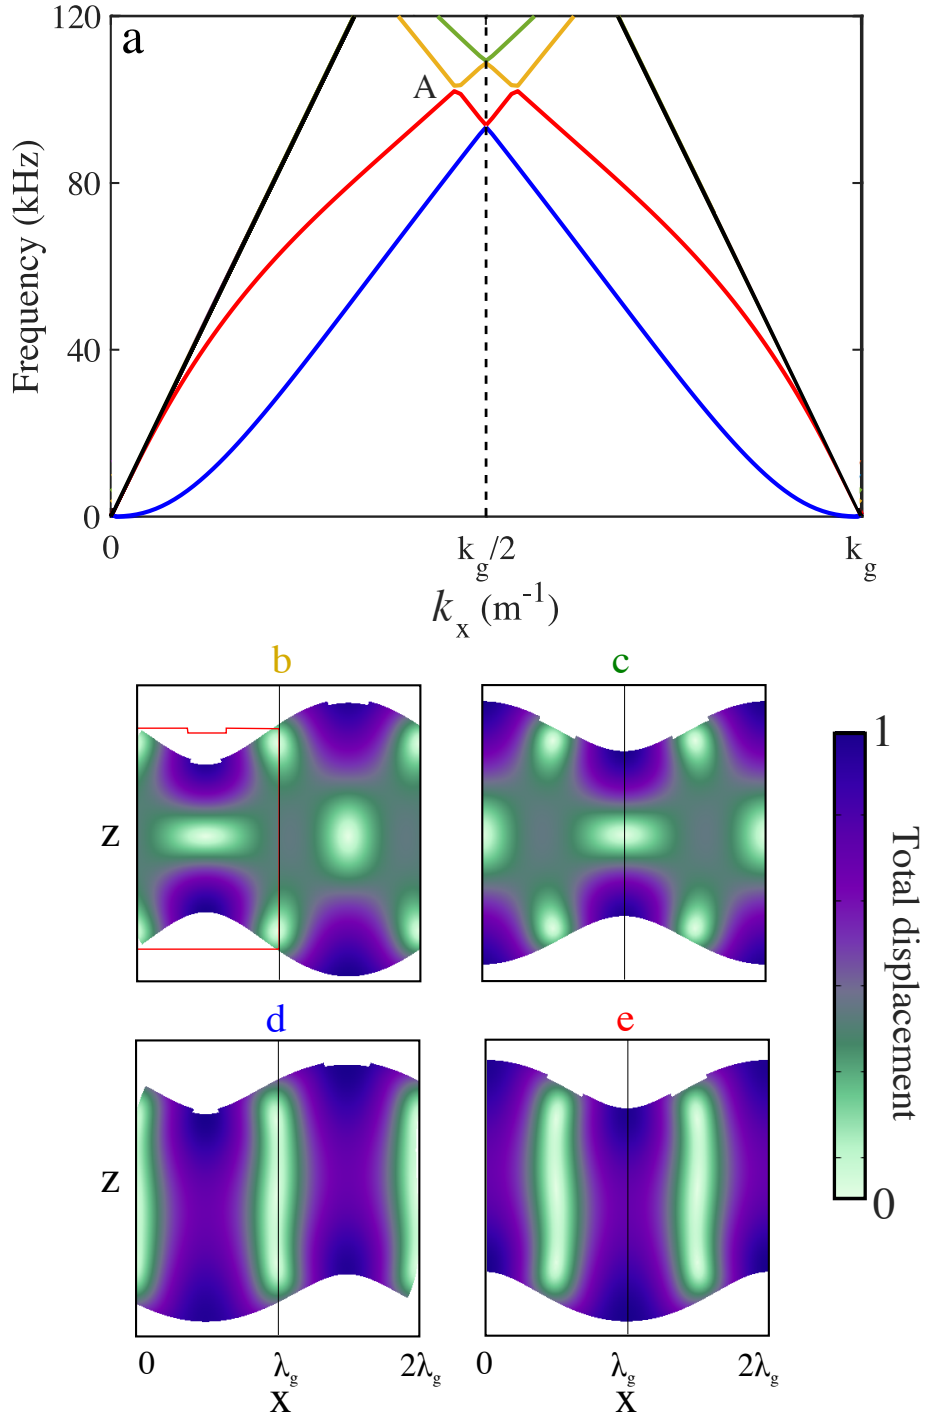 a
120
80
40
0
Frequency (kHz)
A
0
k_g/2
k_g
k_x (m^-1)
b
c
z
1
0
Total displacement
d
e
z
0
λ_g
2λ_g
x
0
λ_g
2λ_g
x